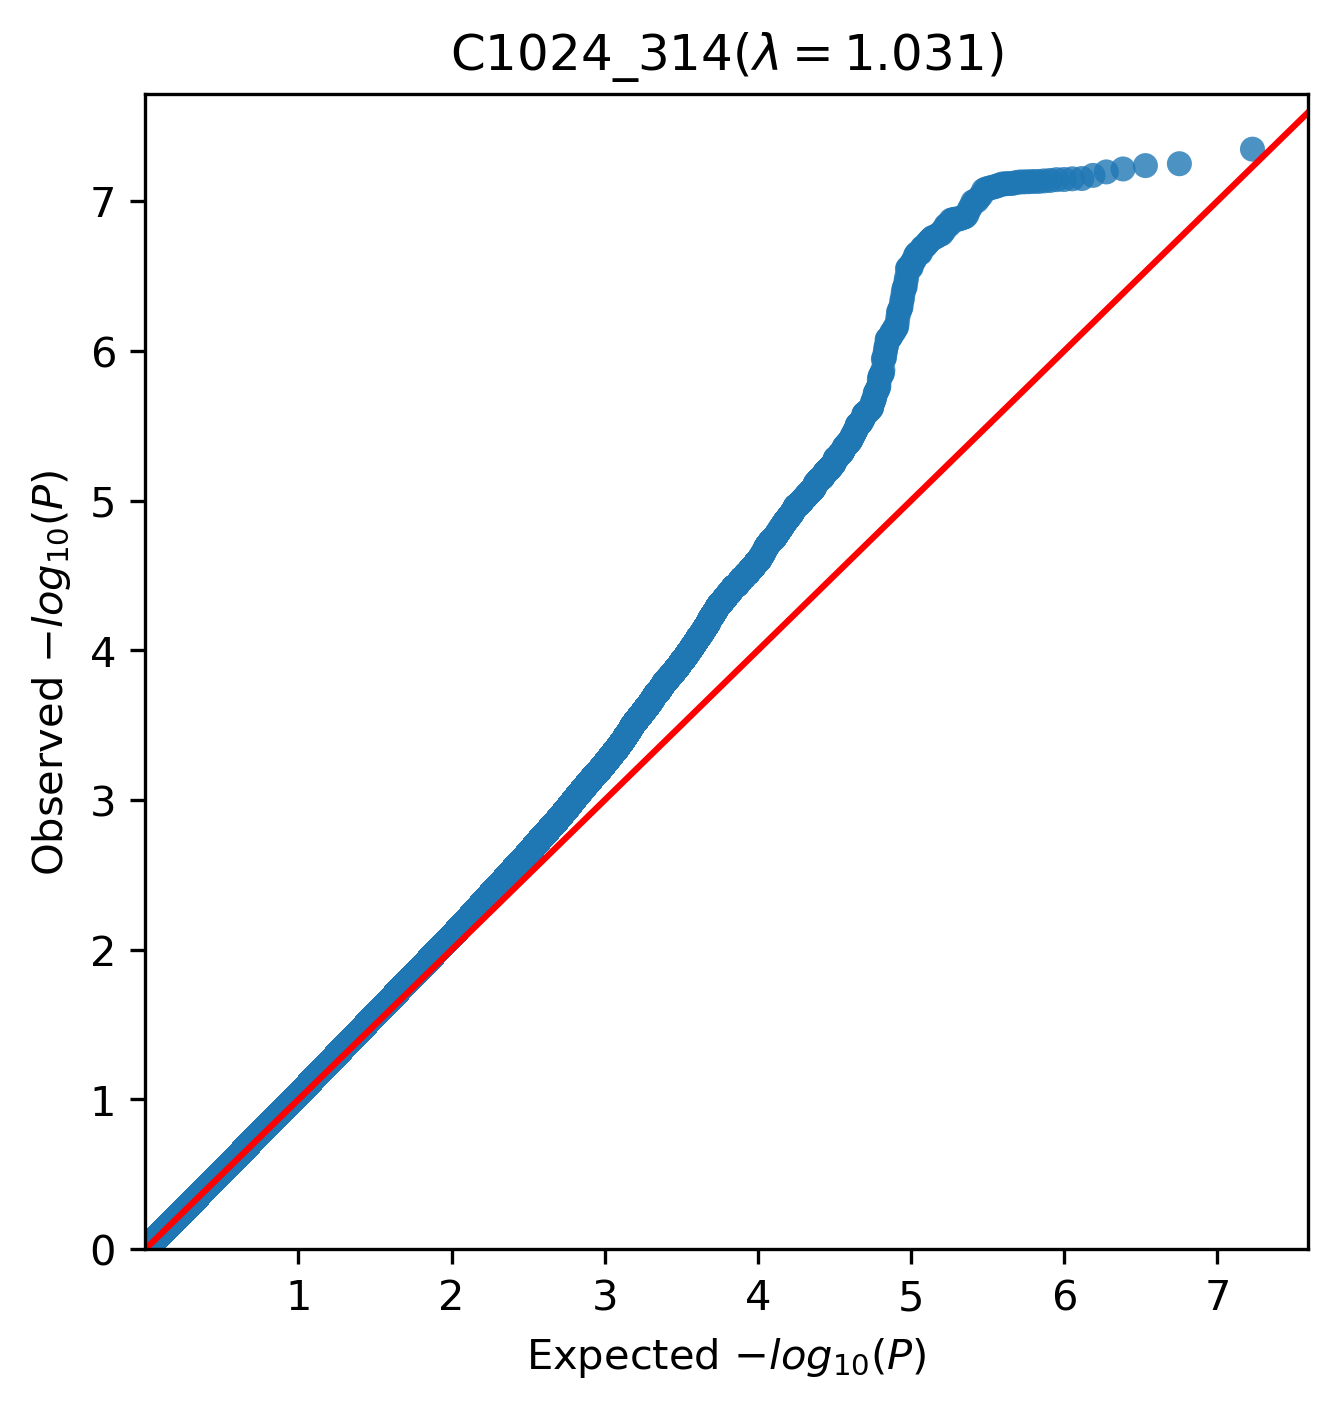 C1024_314(λ = 1.031)
Observed −log₁₀(P)
7
6
5
4
3
2
1
0
1 2 3 4 5 6 7
Expected −log₁₀(P)